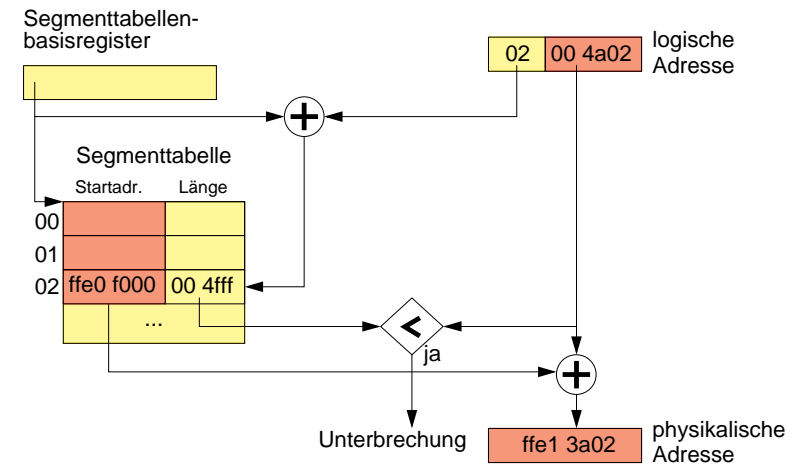 Segmenttabellen-
basisregister
02 00 4a02
logische
Adresse
+
Segmenttabelle
Startadr. Länge
00
01
02 ffe0 f000 00 4fff
...
<
ja
+
Unterbrechung
ffe1 3a02
physikalische
Adresse